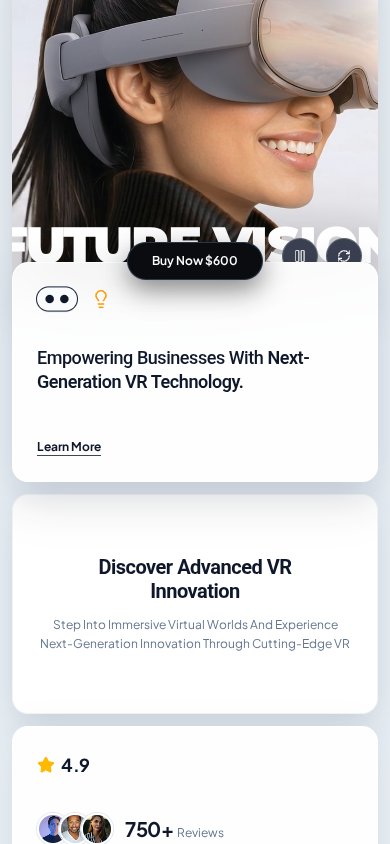 FUTURE VISION
Buy Now $600
Empowering Businesses With Next-
Generation VR Technology.
Learn More
Discover Advanced VR
Innovation
Step Into Immersive Virtual Worlds And Experience
Next-Generation Innovation Through Cutting-Edge VR
4.9
750+ Reviews